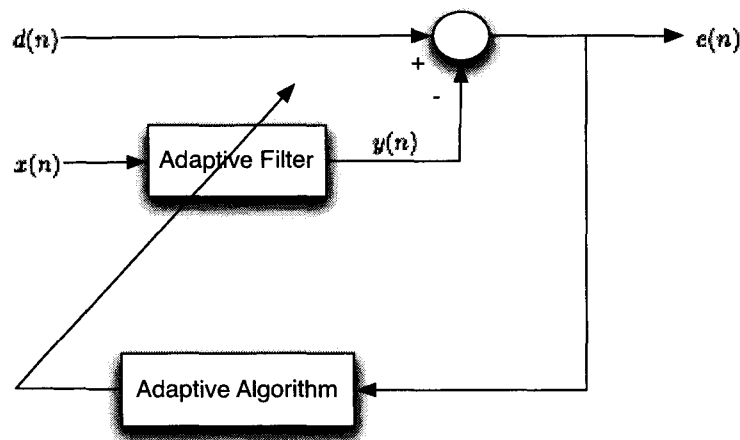 d(n)
+
e(n)
-
x(n)
Adaptive Filter
y(n)
Adaptive Algorithm